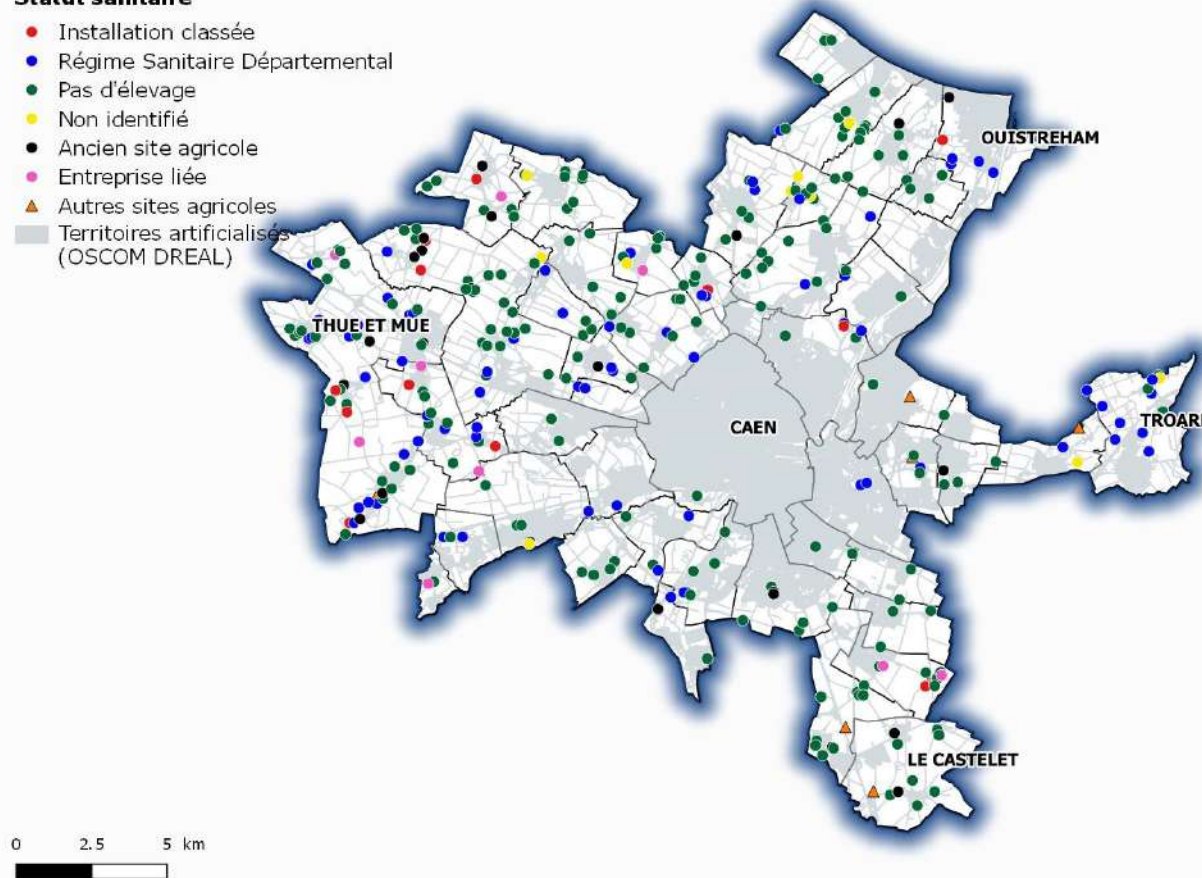 Statut sanitaire
Installation classée
Régime Sanitaire Départemental
Pas d'élevage
Non identifié
Ancien site agricole
Entreprise liée
Autres sites agricoles
Territoires artificialisés
(OSCOM DREAL)
OUISTREHAM
THUE ET MUE
CAEN
TROARN
LE CASTELET
0 2.5 5 km